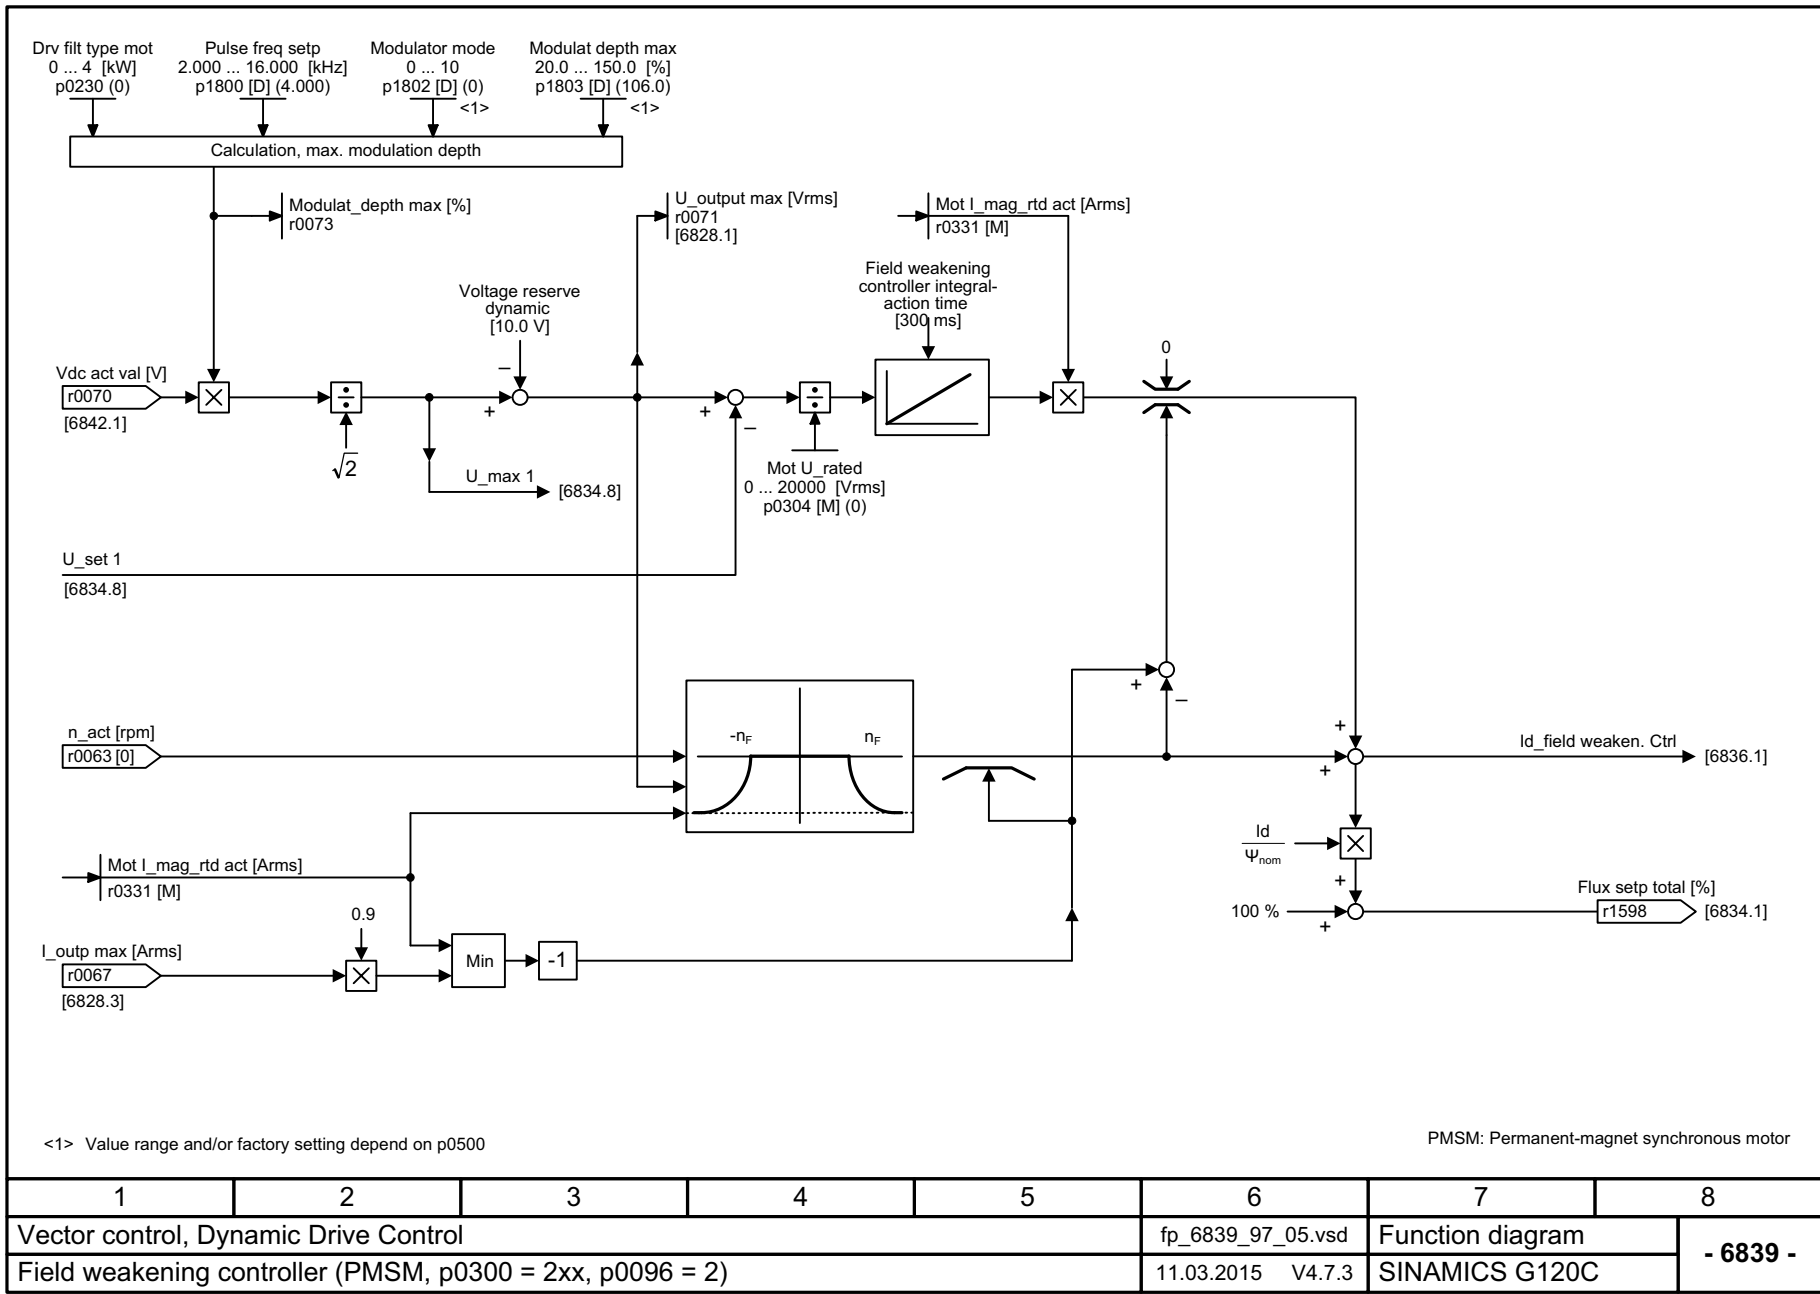 Drv filt type mot
0 ... 4 [kW]
p0230 (0)
Pulse freq setp
2.000 ... 16.000 [kHz]
p1800 [D] (4.000)
Modulator mode
0 ... 10
p1802 [D] (0)
<1>
Modulat depth max
20.0 ... 150.0 [%]
p1803 [D] (106.0)
<1>
Calculation, max. modulation depth
Modulat_depth max [%]
r0073
U_output max [Vrms]
r0071
[6828.1]
Mot I_mag_rtd act [Arms]
r0331 [M]
Voltage reserve
dynamic
[10.0 V]
Field weakening
controller integral-
action time
[300 ms]
0
Vdc act val [V]
r0070
[6842.1]
×
÷
√2
–
+
U_max 1
[6834.8]
+
–
÷
Mot U_rated
0 ... 20000 [Vrms]
p0304 [M] (0)
×
U_set 1
[6834.8]
+
–
n_act [rpm]
r0063 [0]
-nF
nF
+
+
Id_field weaken. Ctrl
[6836.1]
Id
Ψnom
×
Mot I_mag_rtd act [Arms]
r0331 [M]
+
100 %
+
Flux setp total [%]
r1598
[6834.1]
0.9
I_outp max [Arms]
r0067
[6828.3]
×
Min
-1
<1> Value range and/or factory setting depend on p0500
PMSM: Permanent-magnet synchronous motor
1 2 3 4 5 6 7 8
Vector control, Dynamic Drive Control
fp_6839_97_05.vsd
Function diagram
- 6839 -
Field weakening controller (PMSM, p0300 = 2xx, p0096 = 2)
11.03.2015 V4.7.3
SINAMICS G120C